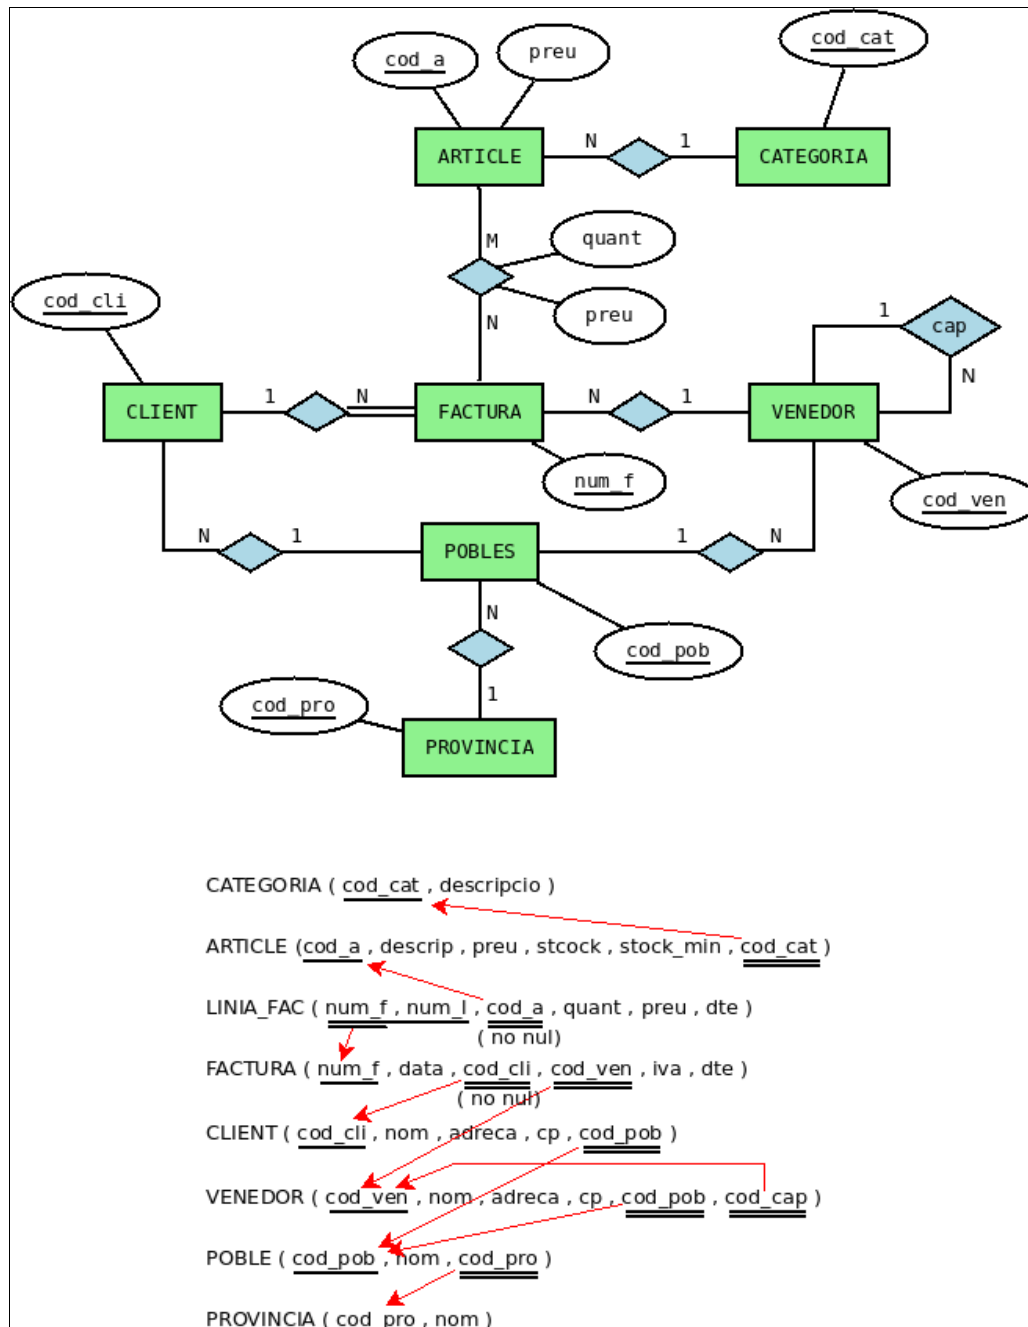 cod_a
preu
cod_cat
ARTICLE
N
1
CATEGORIA
M
quant
preu
N
cod_cli
1
cap
N
CLIENT
1
N
FACTURA
N
1
VENEDOR
num_f
cod_ven
N
1
POBLES
1
N
N
cod_pob
1
cod_pro
PROVINCIA
CATEGORIA ( cod_cat , descripcio )
ARTICLE (cod_a , descrip , preu , stcock , stock_min , cod_cat )
LINIA_FAC ( num_f , num_l , cod_a , quant , preu , dte )
( no nul)
FACTURA ( num_f , data , cod_cli , cod_ven , iva , dte )
( no nul)
CLIENT ( cod_cli , nom , adreca , cp , cod_pob )
VENEDOR ( cod_ven , nom , adreca , cp , cod_pob , cod_cap )
POBLE ( cod_pob , nom , cod_pro )
PROVINCIA ( cod_pro , nom )